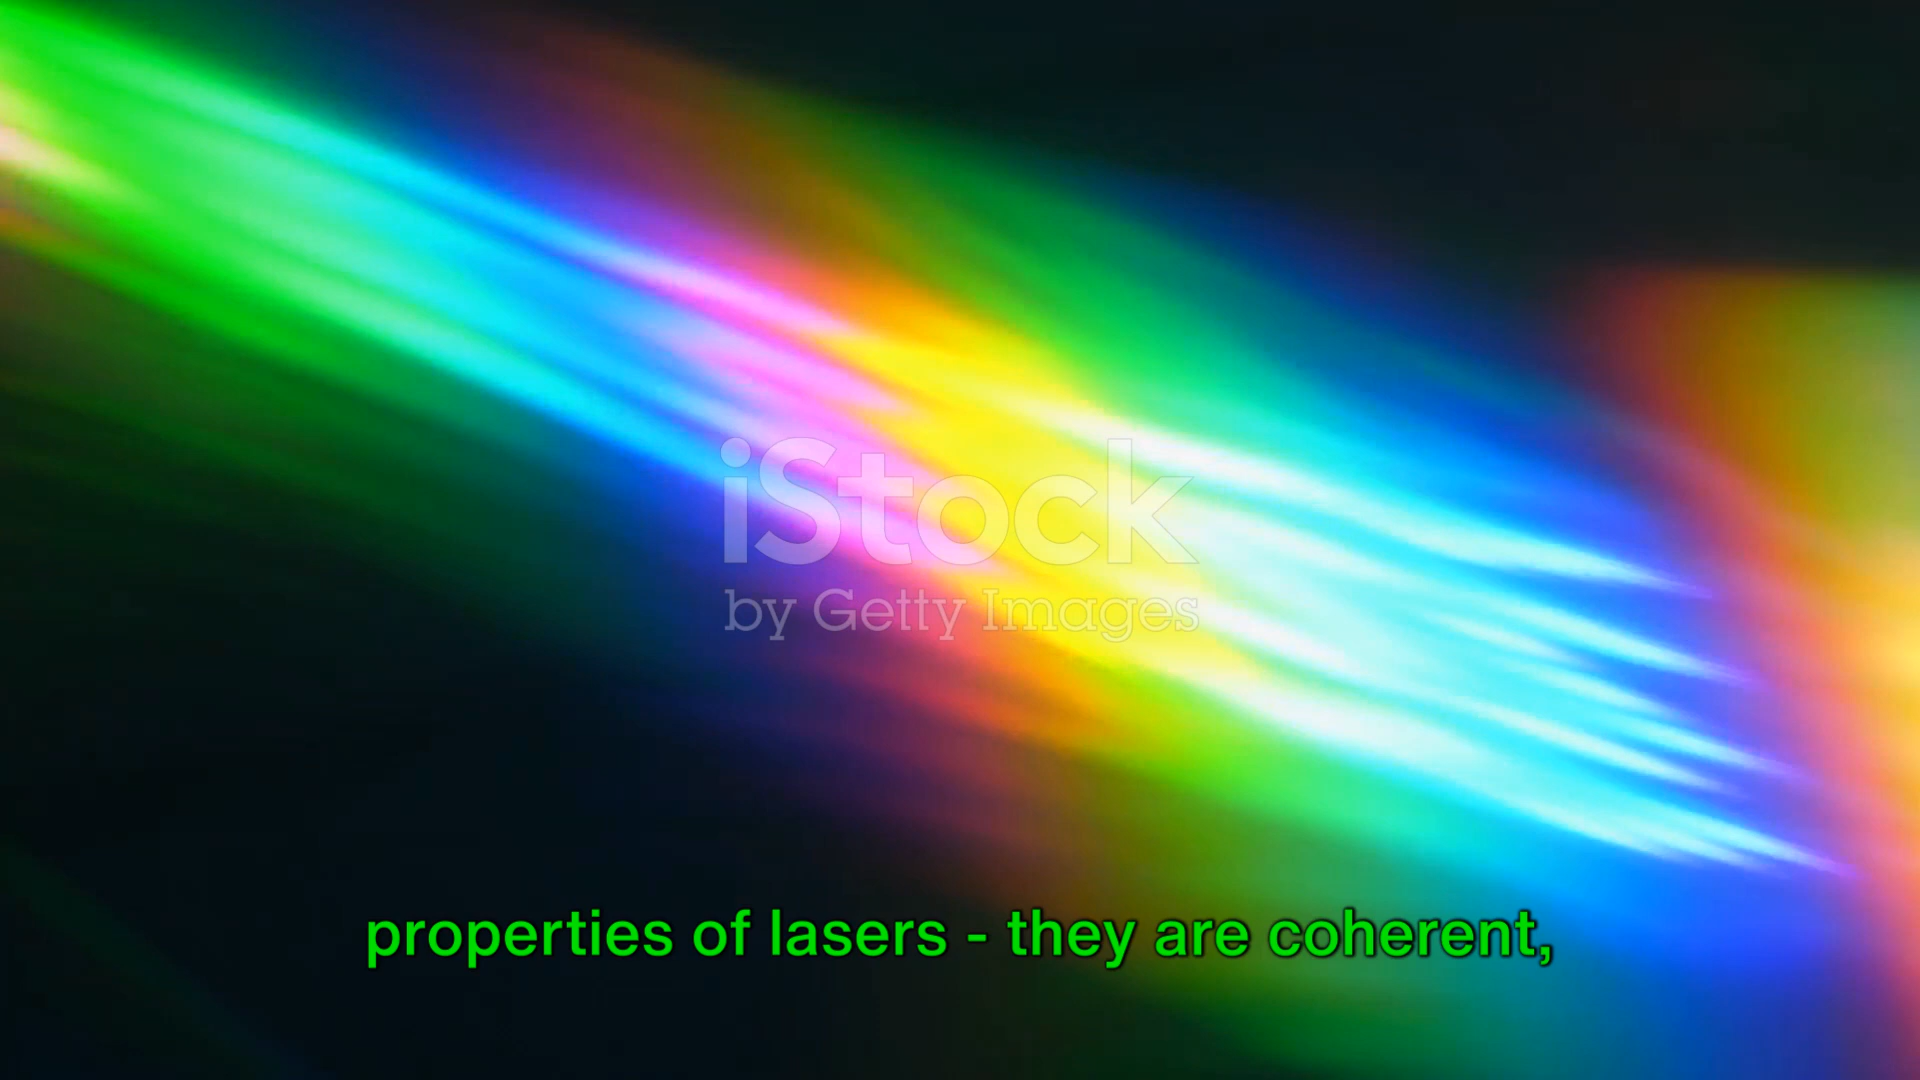 iStock
by Getty Images
properties of lasers - they are coherent,